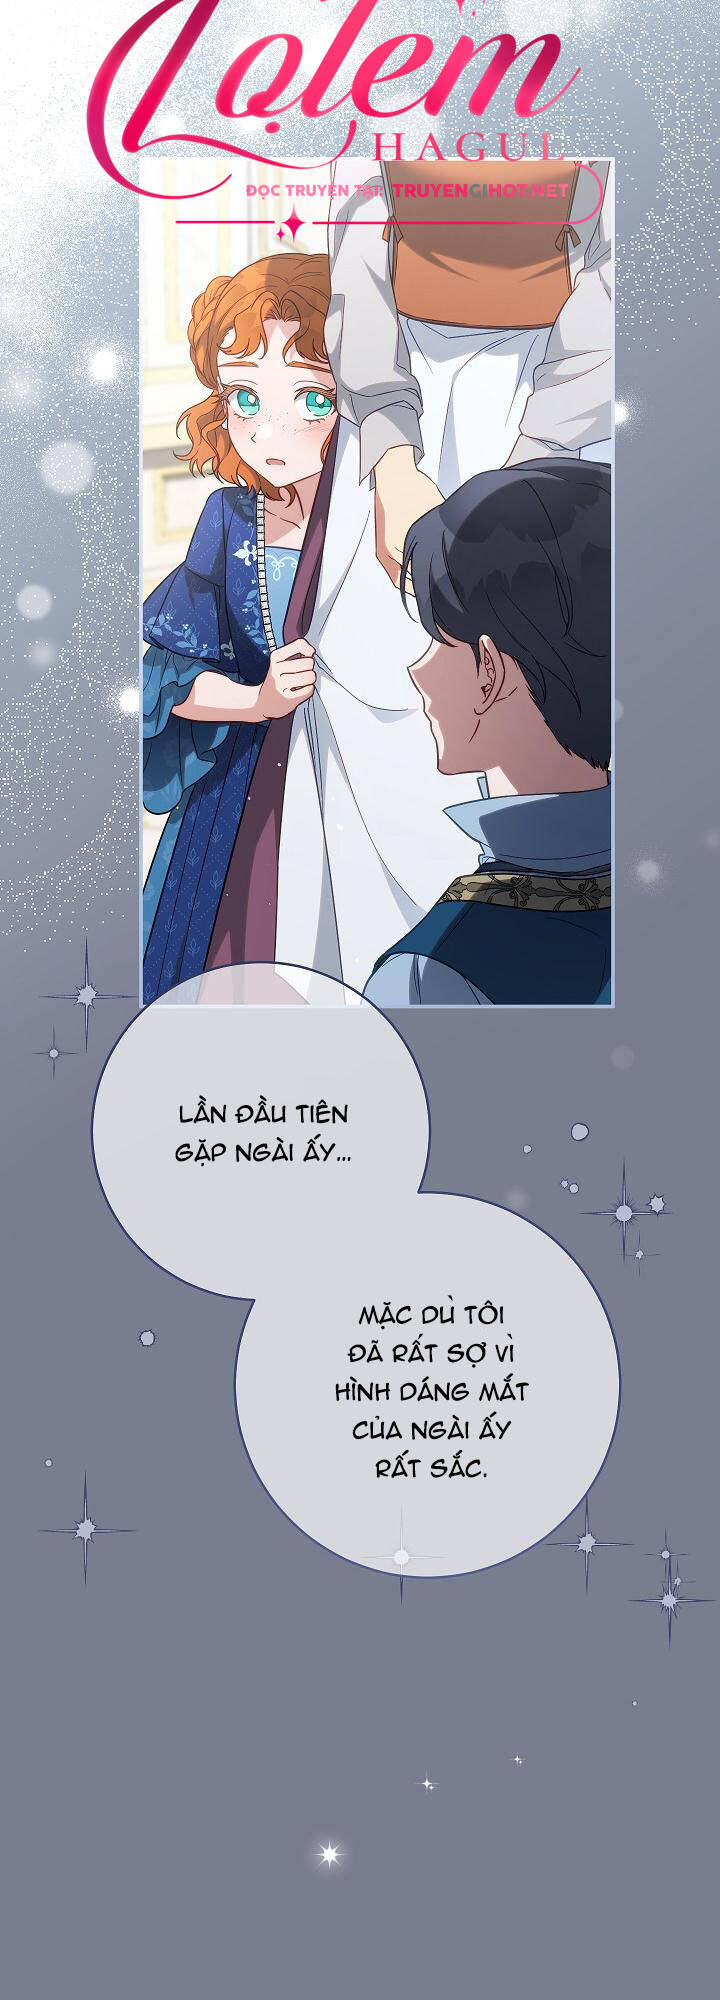 Lọlem
HAGUL
ĐỌC TRUYỆN TẠI TRUYENGIHOT.NET
LẦN ĐẦU TIÊN
GẶP NGÀI ẤY...
MẶC DÙ TÔI
ĐÃ RẤT SỢ VÌ
HÌNH DÁNG MẮT
CỦA NGÀI ẤY
RẤT SẮC.